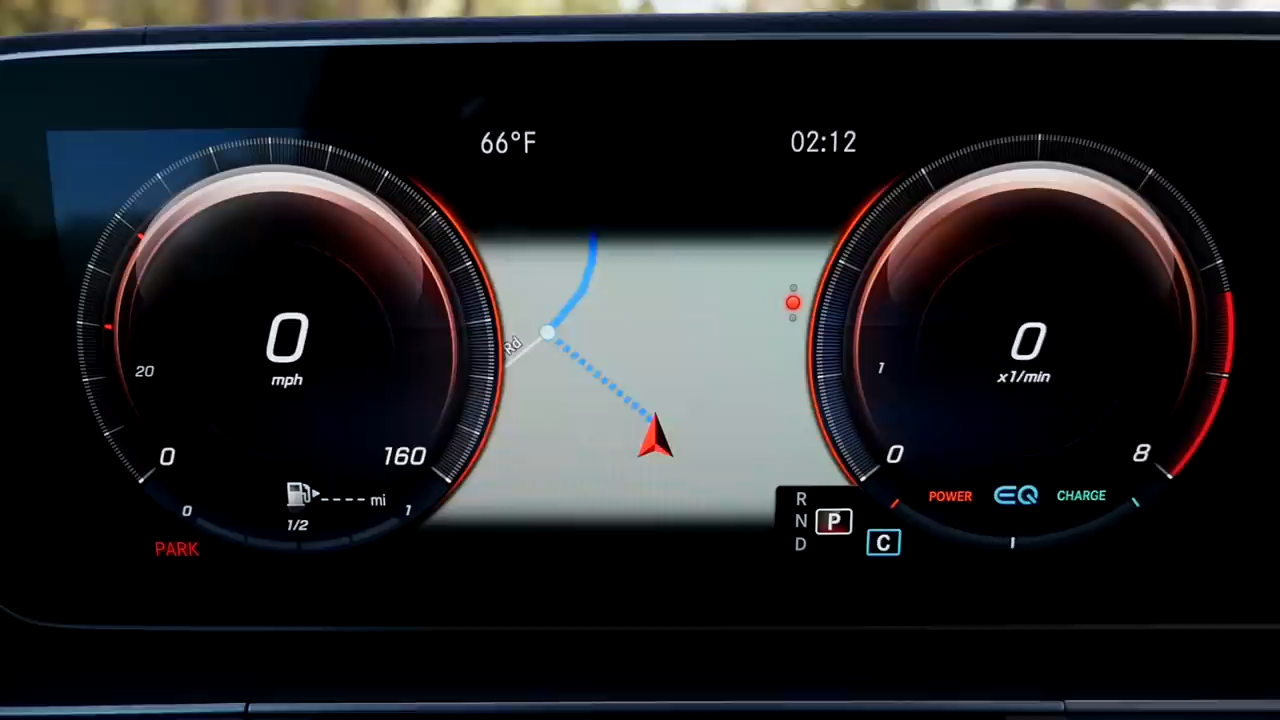 66°F
02:12
Rd
0
mph
20
0
160
---- mi
0
1/2
1
PARK
0
x1/min
1
0
8
POWER
EQ
CHARGE
R
N P
D
C